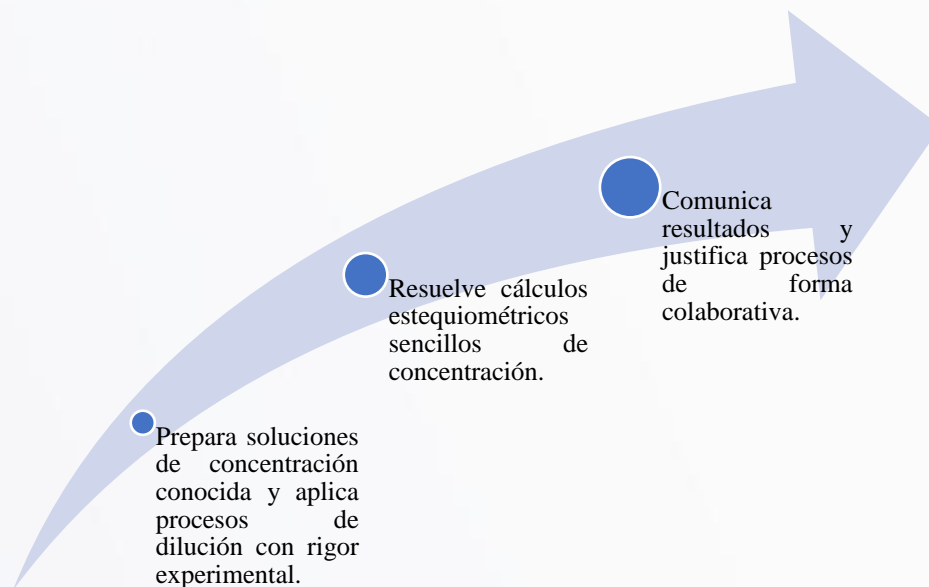 Prepara soluciones
de concentración
conocida y aplica
procesos de
dilución con rigor
experimental.
Resuelve cálculos
estequiométricos
sencillos de
concentración.
Comunica
resultados y
justifica procesos
de forma
colaborativa.